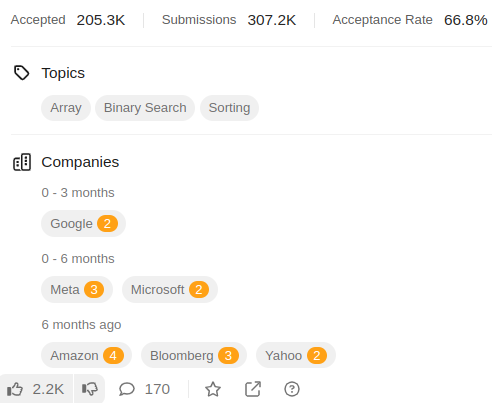 Accepted 205.3K Submissions 307.2K Acceptance Rate 66.8%
Topics
Array Binary Search Sorting
Companies
0 - 3 months
Google 2
0 - 6 months
Meta 3 Microsoft 2
6 months ago
Amazon 4 Bloomberg 3 Yahoo 2
2.2K 170